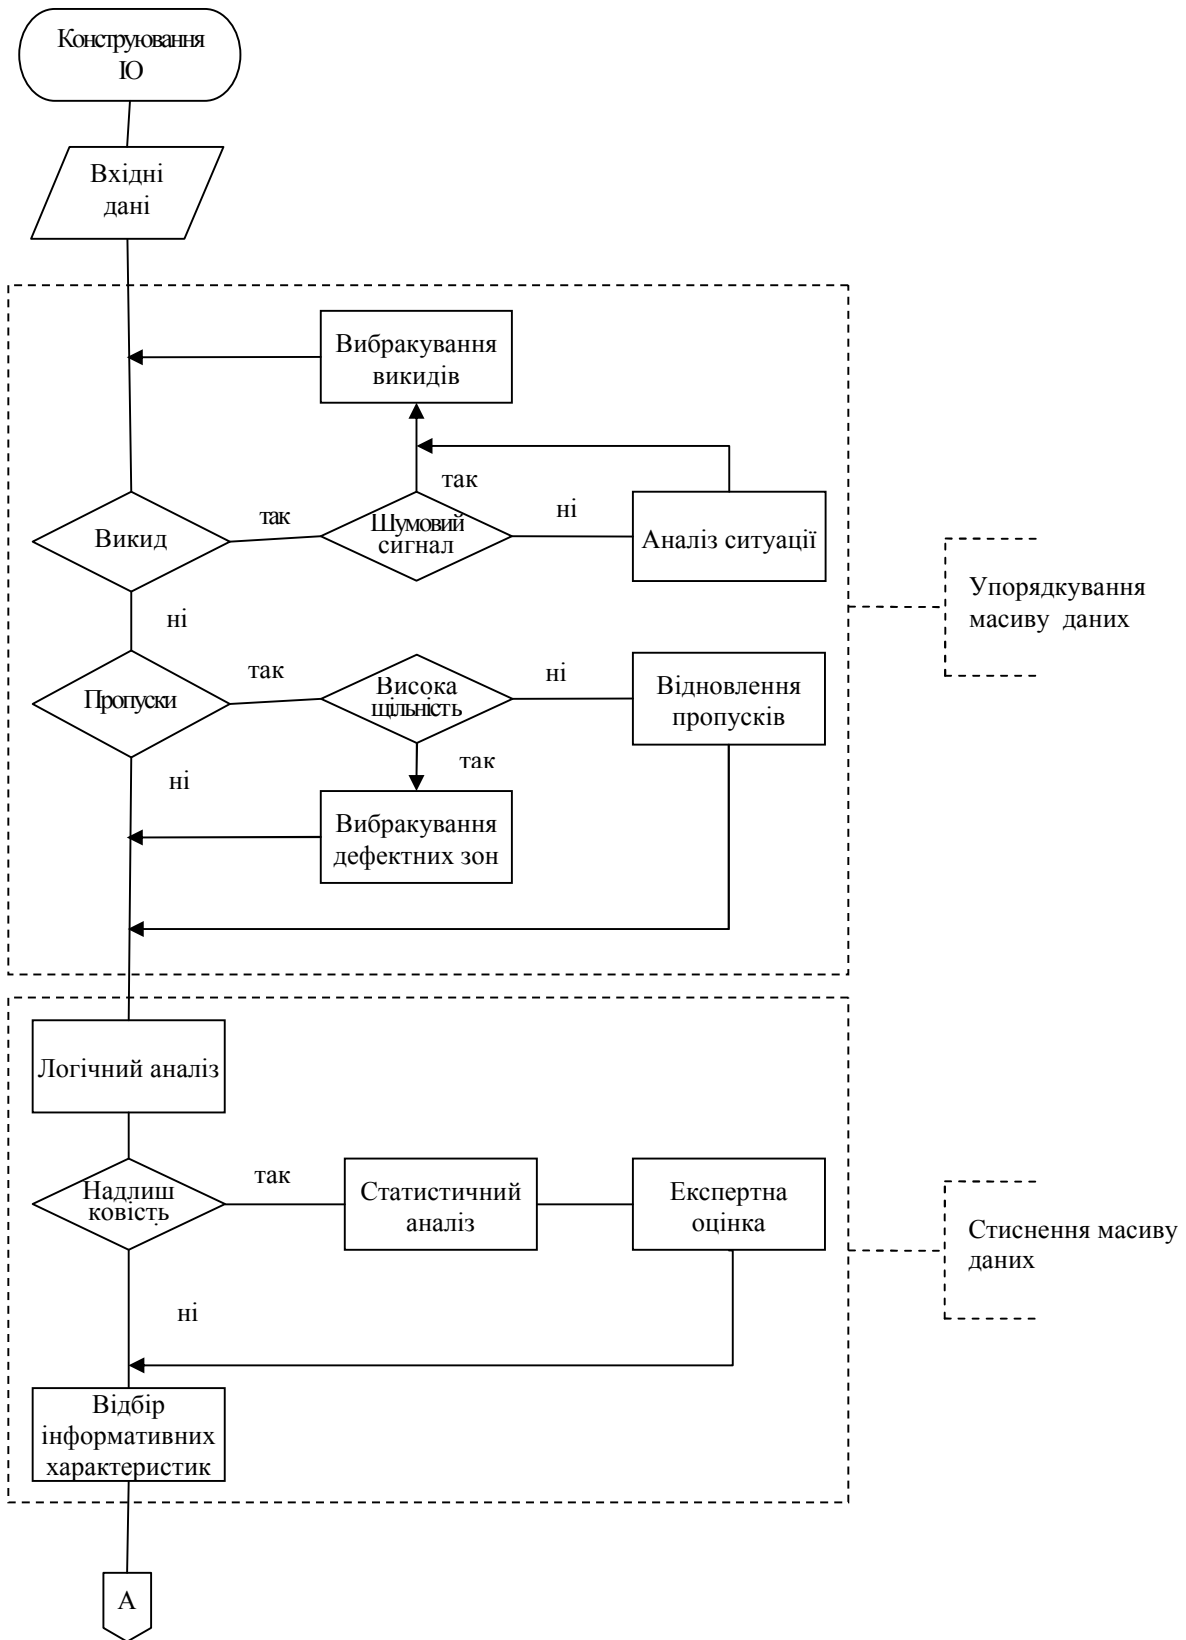 Конструювання
ІО
Вхідні
дані
Вибракування
викидів
так
Викид
так
Шумовий
сигнал
ні
Аналіз ситуації
Упорядкування
масиву даних
ні
Пропуски
так
Висока
щільність
ні
Відновлення
пропусків
так
ні
Вибракування
дефектних зон
Логічний аналіз
Надлиш
ковість
так
Статистичний
аналіз
Експертна
оцінка
Стиснення масиву
даних
ні
Відбір
інформативних
характеристик
А